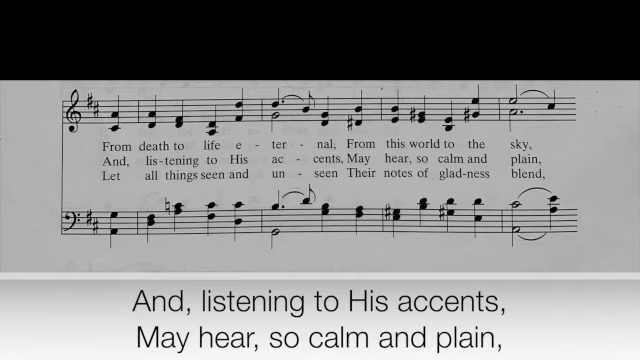 From death to life e - ter - nal, From this world to the sky,
And, lis-tening to His ac - cents, May hear, so calm and plain,
Let all things seen and un - seen Their notes of glad-ness blend,
And, listening to His accents,
May hear, so calm and plain,